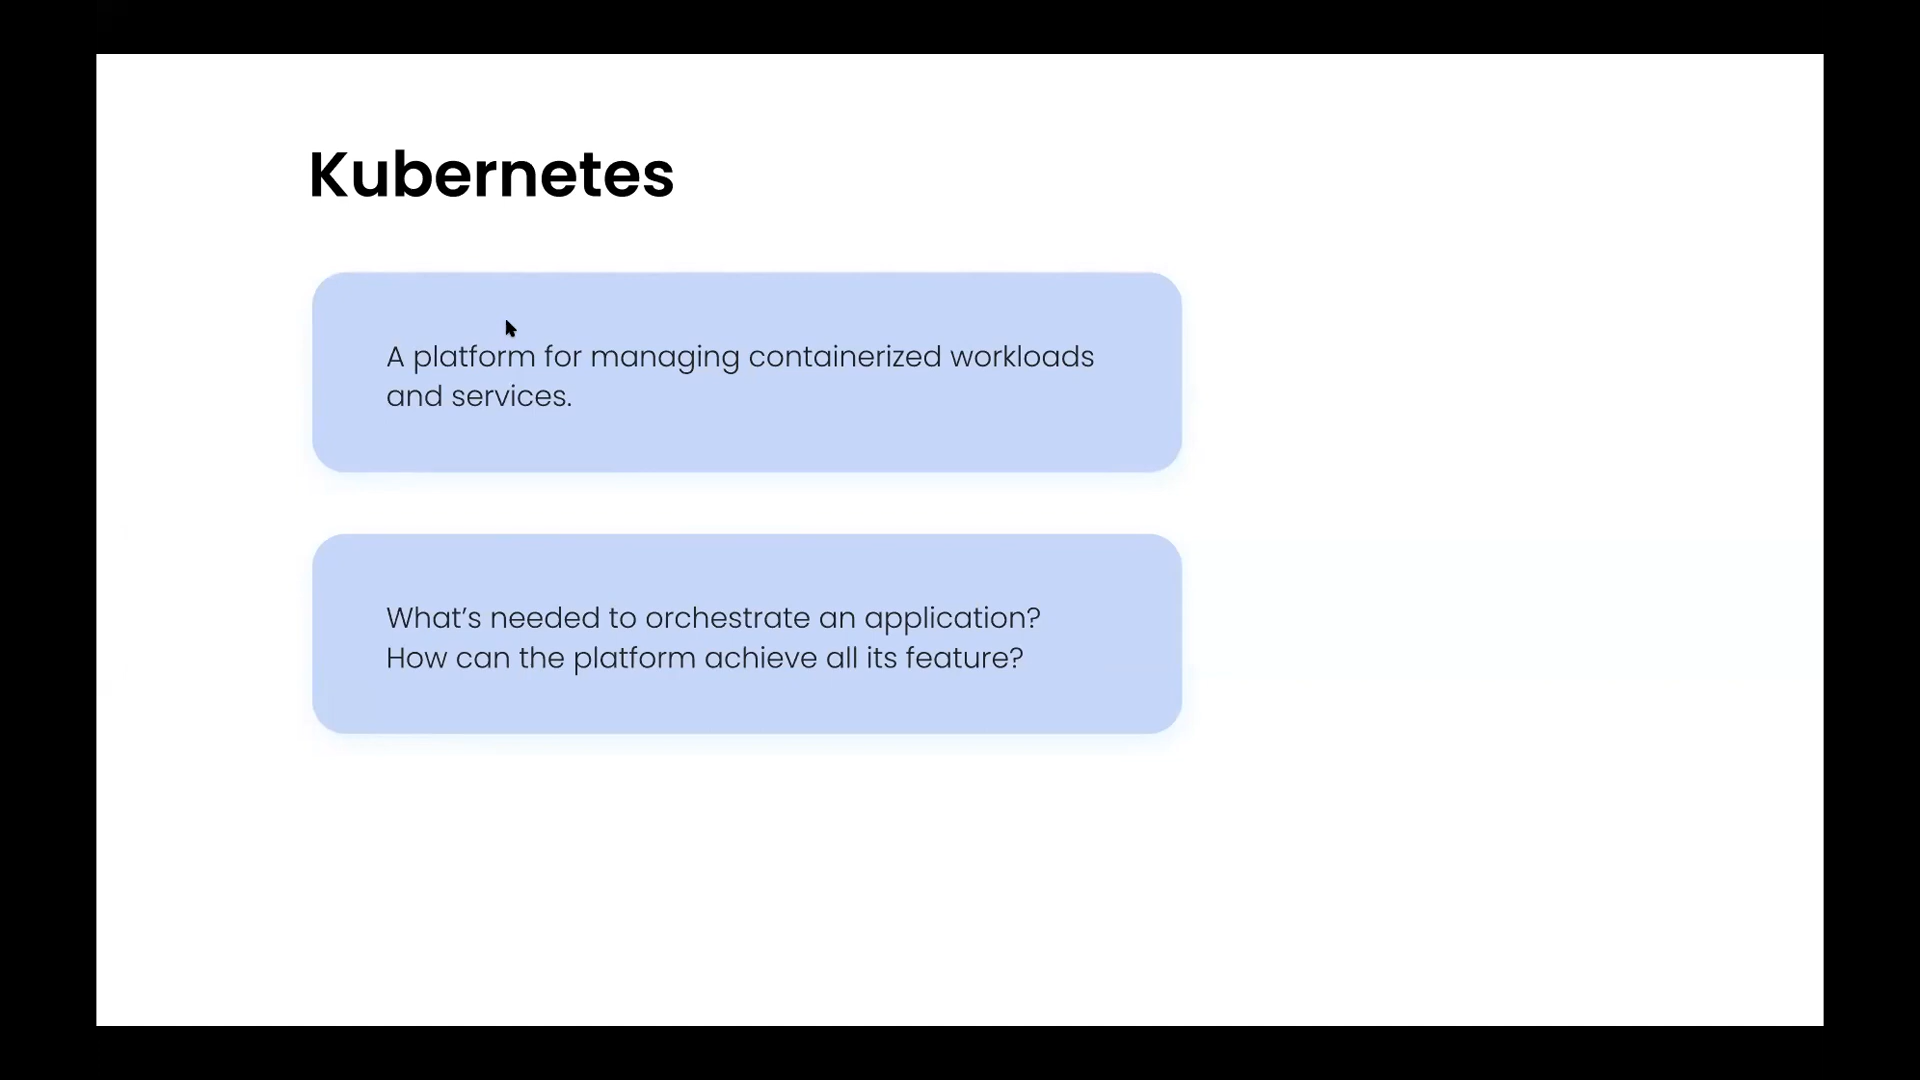 Kubernetes
A platform for managing containerized workloads
and services.
What’s needed to orchestrate an application?
How can the platform achieve all its feature?